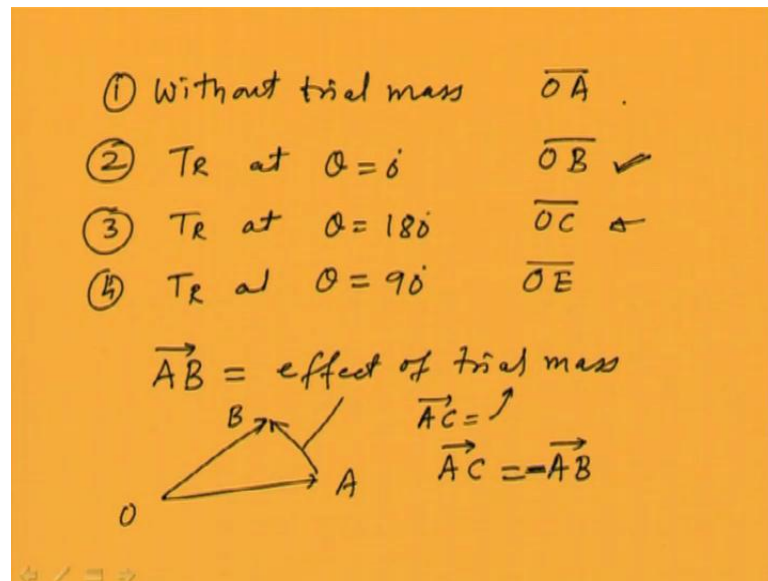 ① Without trial mass OA .
② TR at θ = 0° OB ✓
③ TR at θ = 180° OC
④ TR at θ = 90° OE
AB = effect of trial mass
B AC =
A AC = -AB
O